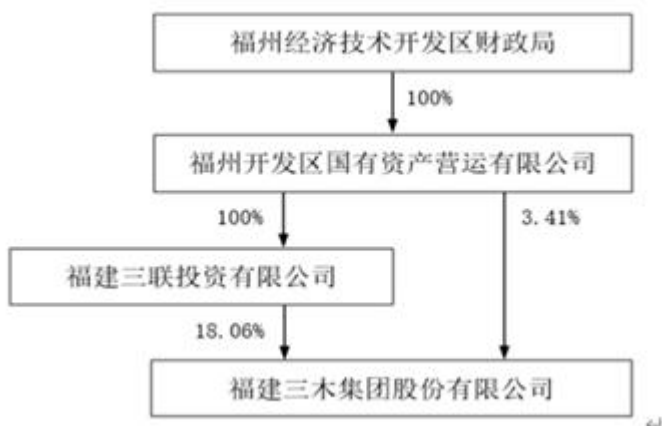 福州经济技术开发区财政局
100%
福州开发区国有资产营运有限公司
100%
3.41%
福建三联投资有限公司
18.06%
福建三木集团股份有限公司